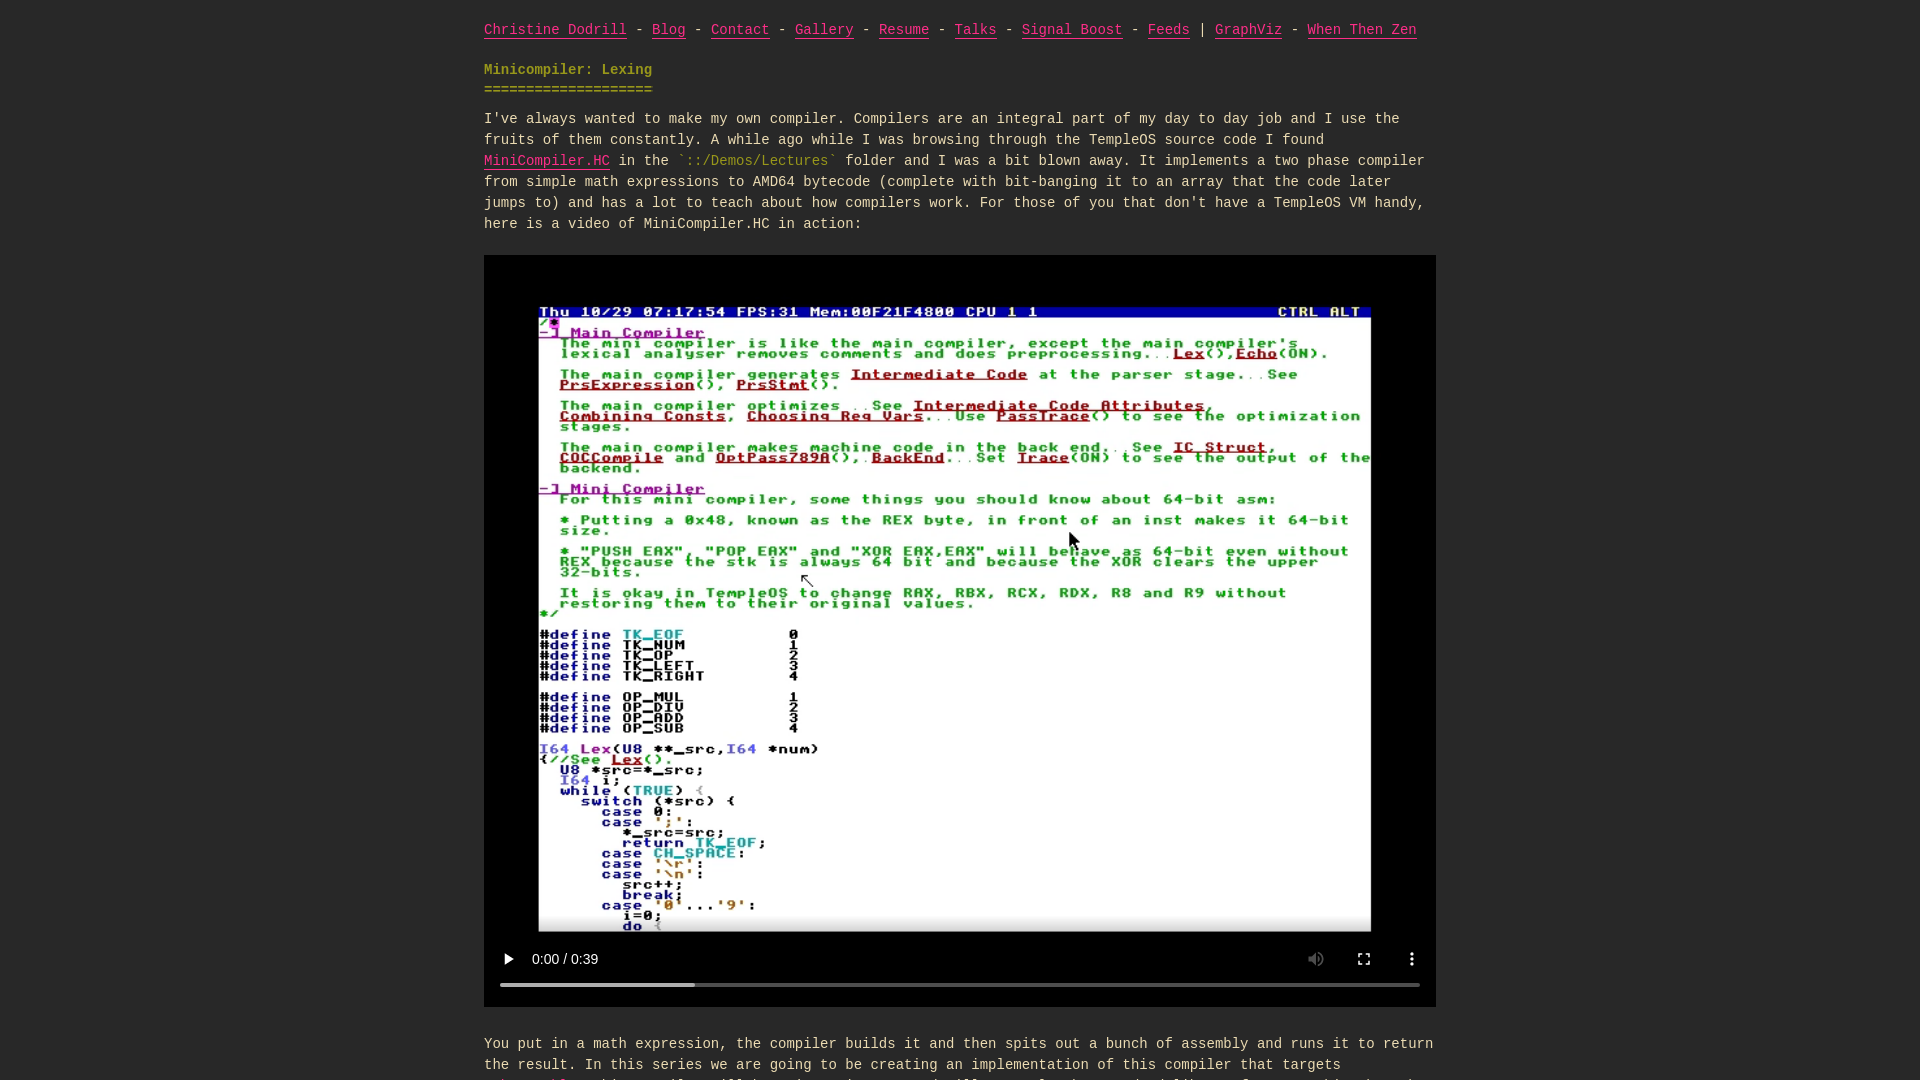 Christine Dodrill - Blog - Contact - Gallery - Resume - Talks - Signal Boost - Feeds | GraphViz - When Then Zen
Minicompiler: Lexing
====================
I've always wanted to make my own compiler. Compilers are an integral part of my day to day job and I use the
fruits of them constantly. A while ago while I was browsing through the TempleOS source code I found
MiniCompiler.HC in the `::/Demos/Lectures` folder and I was a bit blown away. It implements a two phase compiler
from simple math expressions to AMD64 bytecode (complete with bit-banging it to an array that the code later
jumps to) and has a lot to teach about how compilers work. For those of you that don't have a TempleOS VM handy,
here is a video of MiniCompiler.HC in action:
Thu 10/29 07:17:54 FPS:31 Mem:00F21F4800 CPU 1 1 CTRL ALT
/*
-] Main Compiler
The mini compiler is like the main compiler, except the main compiler's
lexical analyser removes comments and does preprocessing...Lex(),Echo(ON).
The main compiler generates Intermediate Code at the parser stage...See
PrsExpression(), PrsStmt().
The main compiler optimizes ..See Intermediate Code Attributes,
Combining Consts, Choosing Reg Vars...Use PassTrace() to see the optimization
stages.
The main compiler makes machine code in the back end...See IC Struct,
COCCompile and OptPass789A(), BackEnd...Set Trace(ON) to see the output of the
backend.
-] Mini Compiler
For this mini compiler, some things you should know about 64-bit asm:
* Putting a 0x48, known as the REX byte, in front of an inst makes it 64-bit
size.
* "PUSH EAX", "POP EAX" and "XOR EAX,EAX" will behave as 64-bit even without
REX because the stk is always 64 bit and because the XOR clears the upper
32-bits.
It is okay in TempleOS to change RAX, RBX, RCX, RDX, R8 and R9 without
restoring them to their original values.
*/
#define TK_EOF 0
#define TK_NUM 1
#define TK_OP 2
#define TK_LEFT 3
#define TK_RIGHT 4
#define OP_MUL 1
#define OP_DIV 2
#define OP_ADD 3
#define OP_SUB 4
I64 Lex(U8 **_src,I64 *num)
{//See Lex().
U8 *src=*_src;
I64 i;
while (TRUE) {
switch (*src) {
case 0:
case ';':
*_src=src;
return TK_EOF;
case CH_SPACE:
case '\r':
case '\n':
src++;
break;
case '0'...'9':
i=0;
do {
0:00 / 0:39
You put in a math expression, the compiler builds it and then spits out a bunch of assembly and runs it to return
the result. In this series we are going to be creating an implementation of this compiler that targets